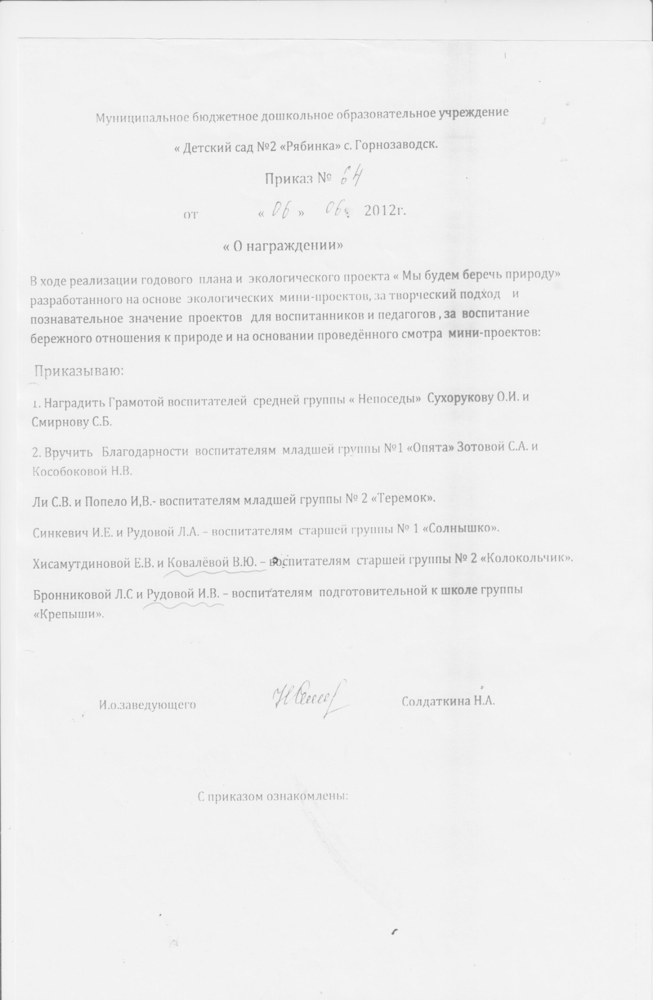 Муниципальное бюджетное дошкольное образовательное учреждение
« Детский сад №2 «Рябинка» с. Горнозаводск.
Приказ № 64
от « 06 » 06. 2012г.
« О награждении»
В ходе реализации годового плана и экологического проекта « Мы будем беречь природу»
разработанного на основе экологических мини-проектов, за творческий подход и
познавательное значение проектов для воспитанников и педагогов , за воспитание
бережного отношения к природе и на основании проведённого смотра мини-проектов:
Приказываю:
1. Наградить Грамотой воспитателей средней группы « Непоседы» Сухорукову О.И. и
Смирнову С.Б.
2. Вручить Благодарности воспитателям младшей группы №1 «Опята» Зотовой С.А. и
Кособоковой Н.В.
Ли С.В. и Попело И,В.- воспитателям младшей группы № 2 «Теремок».
Синкевич И.Е. и Рудовой Л.А. – воспитателям старшей группы № 1 «Солнышко».
Хисамутдиновой Е.В. и Ковалёвой В.Ю. – воспитателям старшей группы № 2 «Колокольчик».
Бронниковой Л.С и Рудовой И.В. – воспитателям подготовительной к школе группы
«Крепыши».
И.о.заведующего Солдаткина Н.А.
С приказом ознакомлены: